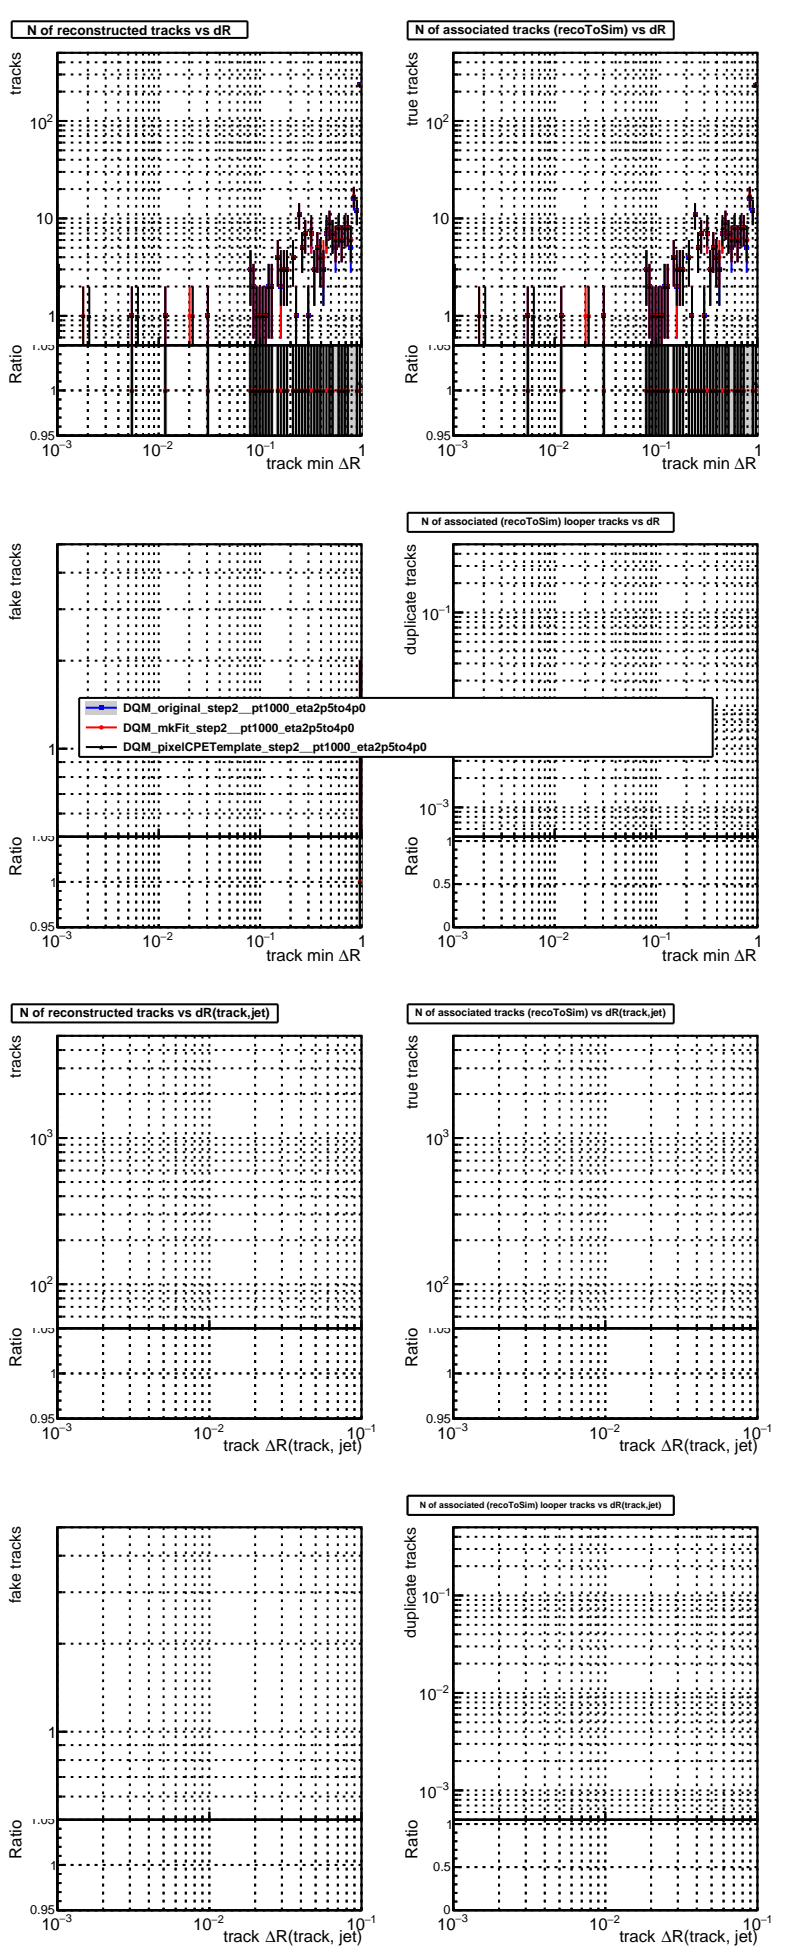 N of reconstructed tracks vs dR
N of associated tracks (recoToSim) vs dR
tracks
10²
10
1
true tracks
10²
10
1
Ratio
1.05
1
0.95
10⁻³
10⁻²
10⁻¹
1
track min ΔR
Ratio
1.05
1
0.95
10⁻³
10⁻²
10⁻¹
1
track min ΔR
N of associated (recoToSim) looper tracks vs dR
fake tracks
1
duplicate tracks
10⁻¹
10⁻³
DQM_original_step2__pt1000_eta2p5to4p0
DQM_mkFit_step2__pt1000_eta2p5to4p0
DQM_pixelCPETemplate_step2__pt1000_eta2p5to4p0
Ratio
1.05
1
0.95
10⁻³
10⁻²
10⁻¹
1
track min ΔR
Ratio
1
0.5
0
10⁻³
10⁻²
10⁻¹
1
track min ΔR
N of reconstructed tracks vs dR(track,jet)
N of associated tracks (recoToSim) vs dR(track,jet)
tracks
10³
10²
true tracks
10³
10²
Ratio
1.05
1
0.95
10⁻³
10⁻²
10⁻¹
track ΔR(track, jet)
Ratio
1.05
1
0.95
10⁻³
10⁻²
10⁻¹
track ΔR(track, jet)
N of associated (recoToSim) looper tracks vs dR(track,jet)
fake tracks
1
duplicate tracks
10⁻¹
10⁻²
10⁻³
Ratio
1.05
1
0.95
10⁻³
10⁻²
10⁻¹
track ΔR(track, jet)
Ratio
1
0.5
0
10⁻³
10⁻²
10⁻¹
track ΔR(track, jet)